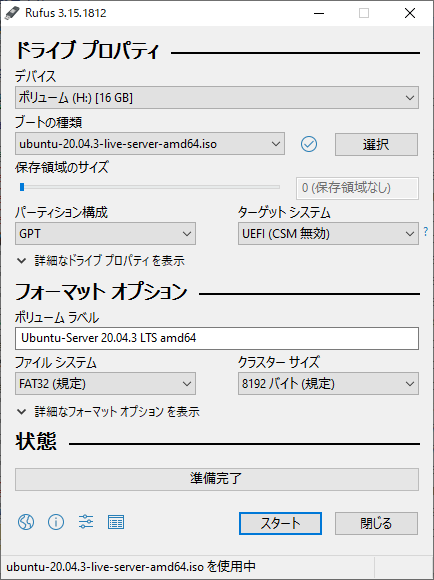 Rufus 3.15.1812
ドライブ プロパティ
デバイス
ボリューム (H:) [16 GB]
ブートの種類
ubuntu-20.04.3-live-server-amd64.iso
選択
保存領域のサイズ
0 (保存領域なし)
パーティション構成
ターゲット システム
GPT
UEFI (CSM 無効)
?
詳細なドライブ プロパティを表示
フォーマット オプション
ボリューム ラベル
Ubuntu-Server 20.04.3 LTS amd64
ファイル システム
クラスター サイズ
FAT32 (規定)
8192 バイト (規定)
詳細なフォーマット オプションを表示
状態
準備完了
スタート
閉じる
ubuntu-20.04.3-live-server-amd64.iso を使用中